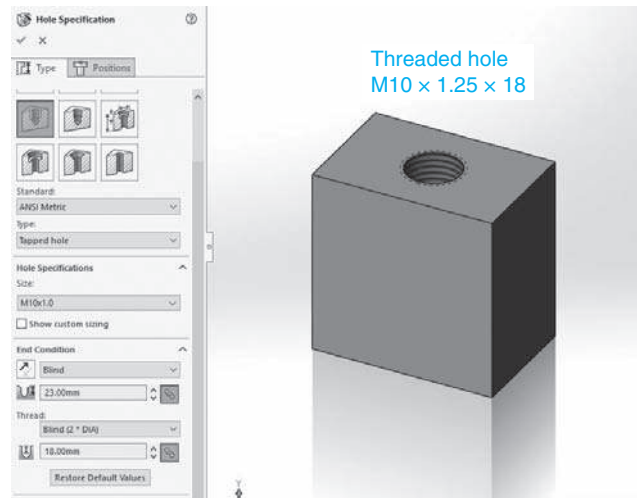 Hole Specification
Type
Positions
Standard:
ANSI Metric
Type:
Tapped hole
Hole Specifications
Size:
M10x1.0
Show custom sizing
End Condition
Blind
23.00mm
Thread:
Blind (2 * DIA)
18.00mm
Restore Default Values
Threaded hole
M10 × 1.25 × 18
Y